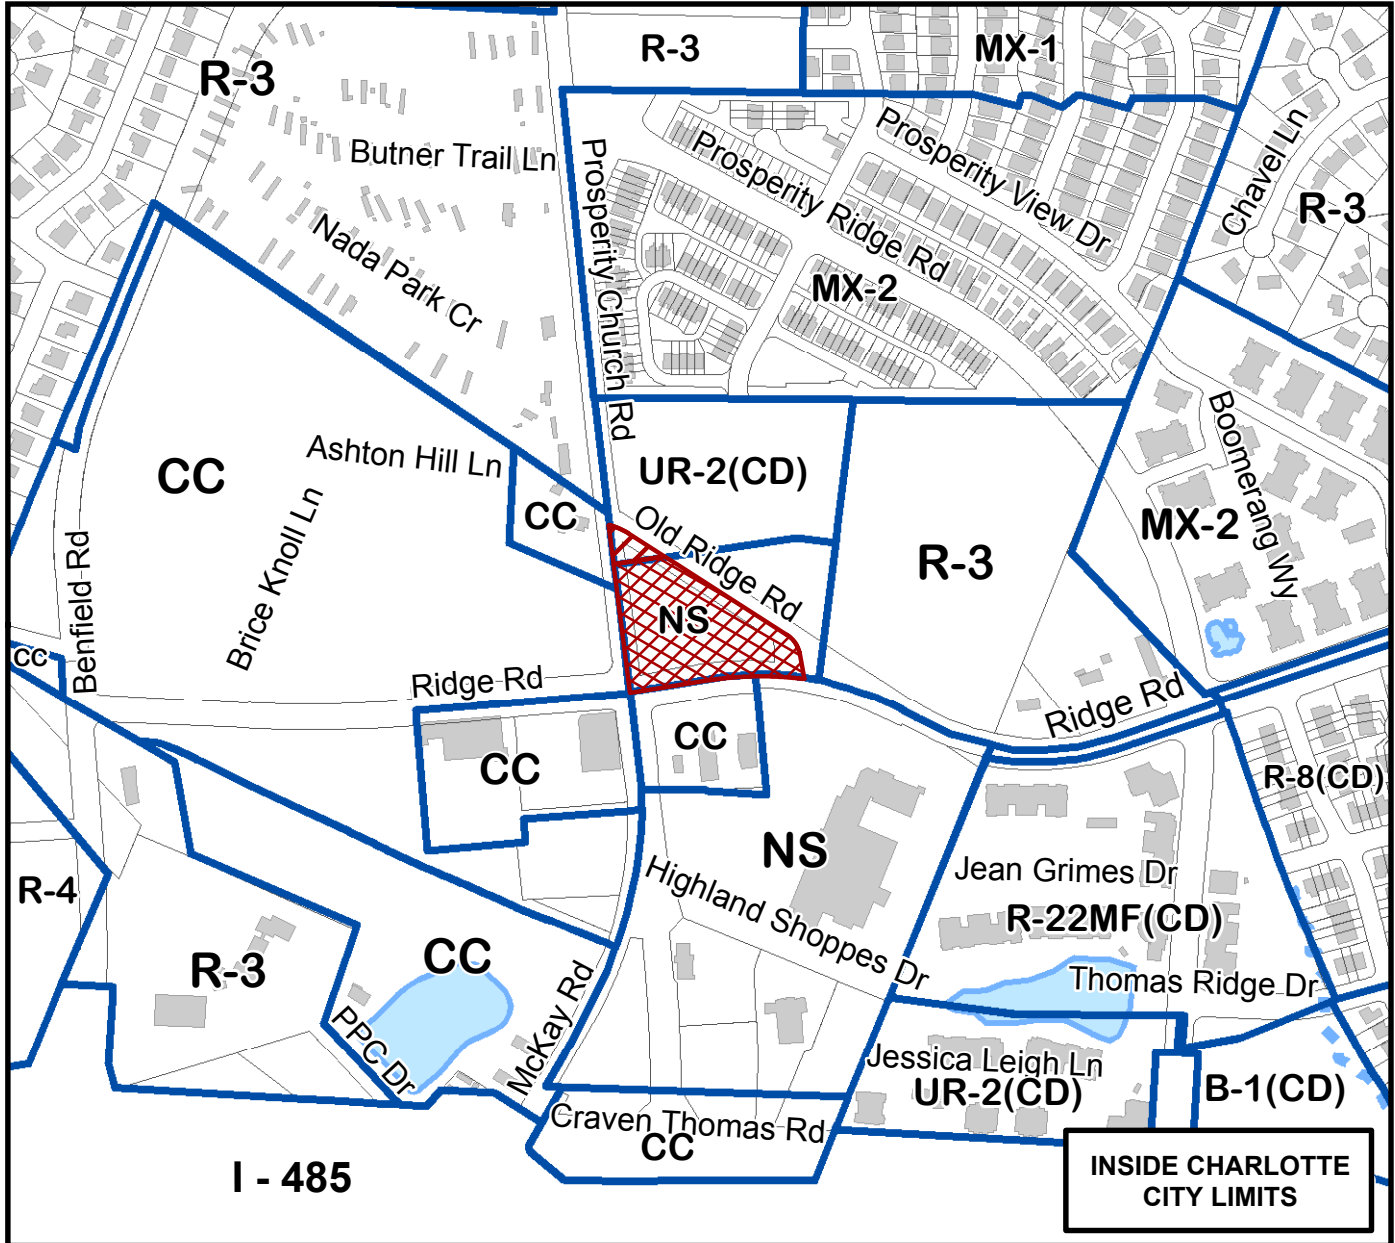 R-3
MX-1
R-3
Chavel Ln
Prosperity View Dr
Butner Trail Ln
Prosperity Ridge Rd
R-3
Prosperity Church Rd
Nada Park Cr
MX-2
Boomerang Wy
Ashton Hill Ln
UR-2(CD)
CC
CC
Old Ridge Rd
MX-2
Brice Knoll Ln
R-3
Benfield Rd
NS
CC
Ridge Rd
Ridge Rd
CC
CC
R-8(CD)
NS
Jean Grimes Dr
R-4
Highland Shoppes Dr
R-22MF(CD)
R-3
CC
Thomas Ridge Dr
McKay Rd
PPC Dr
Jessica Leigh Ln
UR-2(CD)
B-1(CD)
Craven Thomas Rd
CC
I - 485
INSIDE CHARLOTTE
CITY LIMITS